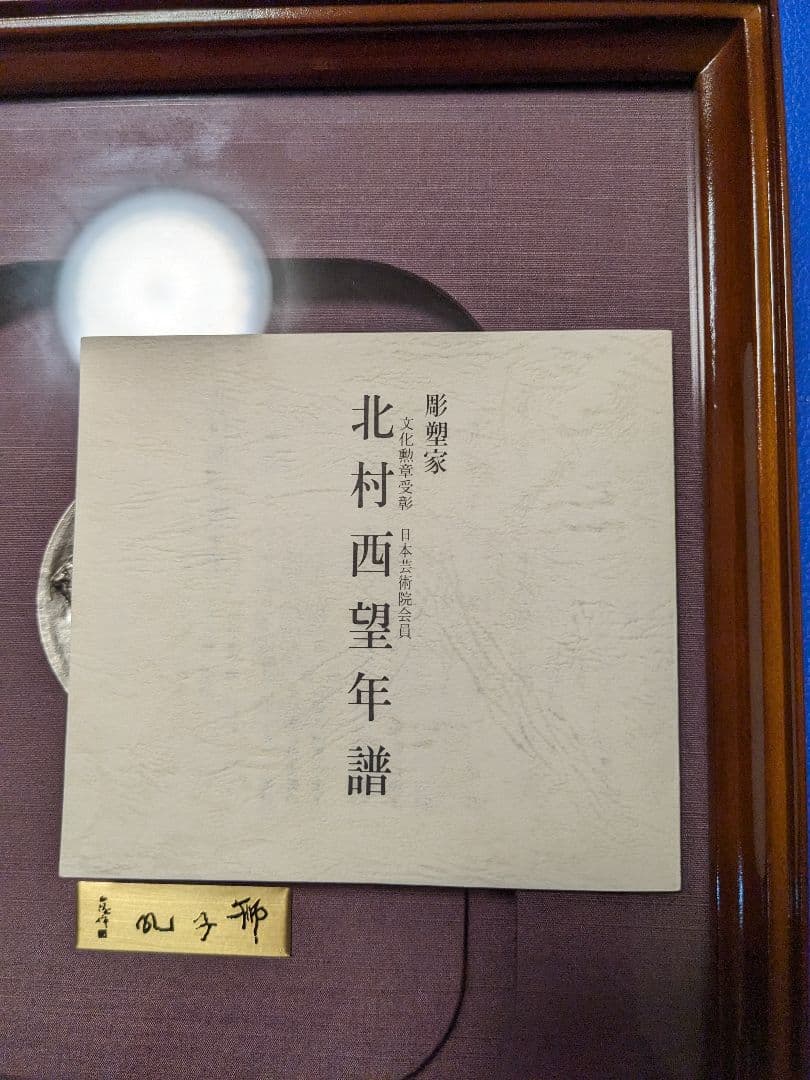 彫塑家
文化勲章受彰 日本芸術院会員
北村西望年譜
獅子吼